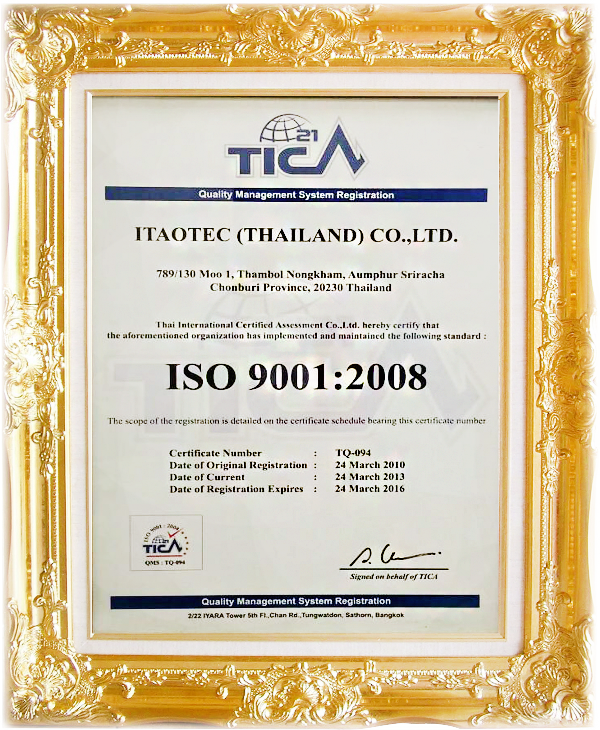 21
TICA
Quality Management System Registration
ITAOTEC (THAILAND) CO.,LTD.
789/130 Moo 1, Thambol Nongkham, Aumphur Sriracha
Chonburi Province, 20230 Thailand
Thai International Certified Assessment Co.,Ltd. hereby certify that
the aforementioned organization has implemented and maintained the following standard :
ISO 9001:2008
The scope of the registration is detailed on the certificate schedule bearing this certificate number
Certificate Number : TQ-094
Date of Original Registration : 24 March 2010
Date of Current : 24 March 2013
Date of Registration Expires : 24 March 2016
ISO 9001 : 2008
TICA
QMS : TQ-094
Signed on behalf of TICA
Quality Management System Registration
2/22 IYARA Tower 5th Fl.,Chan Rd.,Tungwatdon, Sathorn, Bangkok